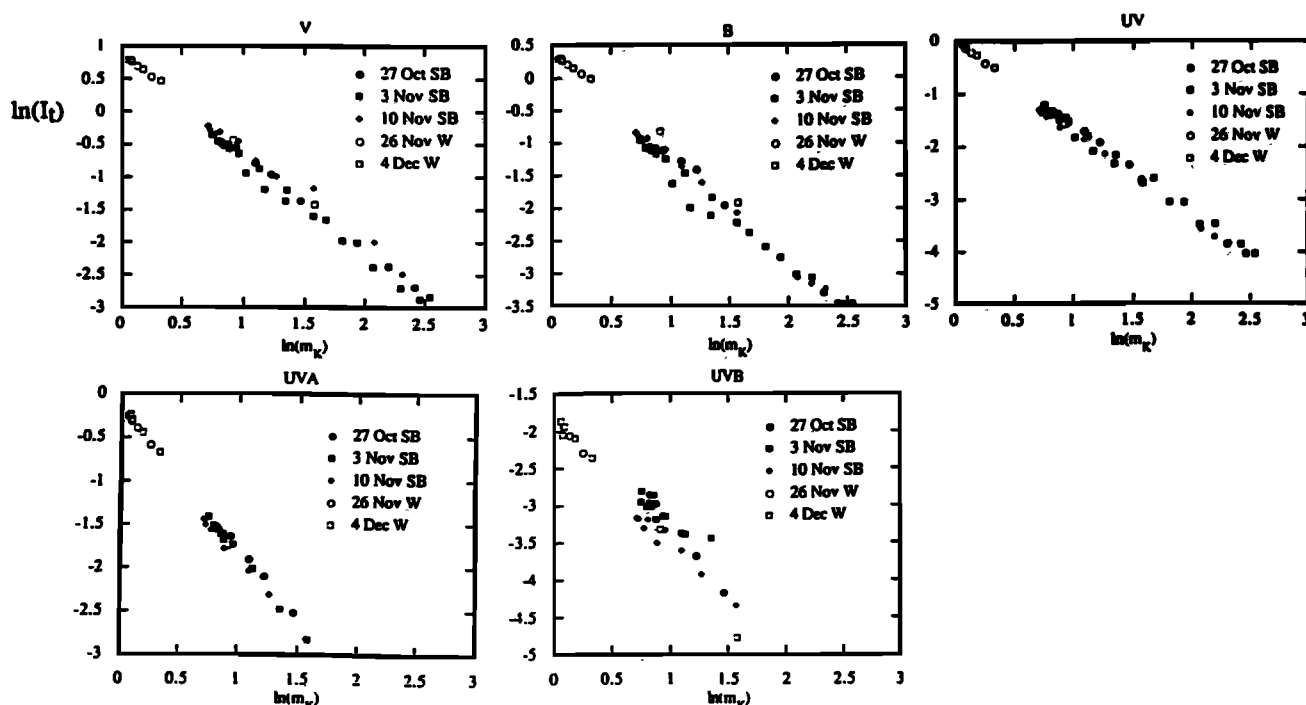 V
1
0.5
0
-0.5
-1
-1.5
-2
-2.5
-3
ln(I_t)
27 Oct SB
3 Nov SB
10 Nov SB
26 Nov W
4 Dec W
0 0.5 1 1.5 2 2.5 3
ln(m_K)
B
0.5
0
-0.5
-1
-1.5
-2
-2.5
-3
-3.5
27 Oct SB
3 Nov SB
10 Nov SB
26 Nov W
4 Dec W
0 0.5 1 1.5 2 2.5 3
ln(m_K)
UV
0
-1
-2
-3
-4
-5
27 Oct SB
3 Nov SB
10 Nov SB
26 Nov W
4 Dec W
0 0.5 1 1.5 2 2.5 3
ln(m_K)
UVA
0
-0.5
-1
-1.5
-2
-2.5
-3
27 Oct SB
3 Nov SB
10 Nov SB
26 Nov W
4 Dec W
0 0.5 1 1.5 2 2.5 3
ln(m_K)
UVB
-1.5
-2
-2.5
-3
-3.5
-4
-4.5
-5
27 Oct SB
3 Nov SB
10 Nov SB
26 Nov W
4 Dec W
0 0.5 1 1.5 2 2.5 3
ln(m_K)